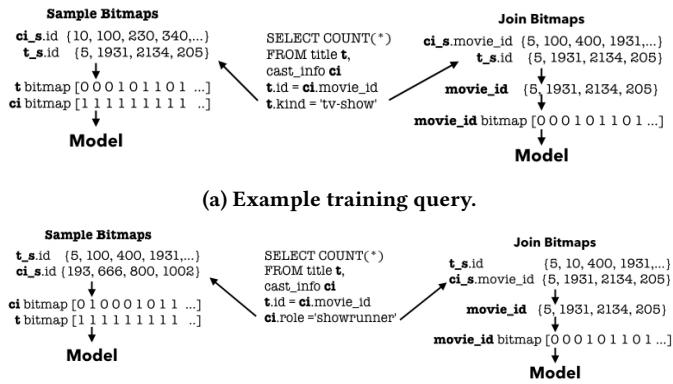 Sample Bitmaps
ci_s.id {10, 100, 230, 340,...}
t_s.id {5, 1931, 2134, 205}
t bitmap [0 0 0 1 0 1 1 0 1 ...]
ci bitmap [1 1 1 1 1 1 1 1 1 ..]
Model
SELECT COUNT(*)
FROM title t,
cast_info ci
t.id = ci.movie_id
t.kind = 'tv-show'
Join Bitmaps
ci_s.movie_id {5, 100, 400, 1931,...}
t_s.id {5, 1931, 2134, 205}
movie_id {5, 1931, 2134, 205}
movie_id bitmap [0 0 0 1 0 1 1 0 1 ...]
Model
(a) Example training query.
Sample Bitmaps
t_s.id {5, 100, 400, 1931,...}
ci_s.id {193, 666, 800, 1002}
ci bitmap [0 1 0 0 0 1 0 1 1 ...]
t bitmap [1 1 1 1 1 1 1 1 1 ..]
Model
SELECT COUNT(*)
FROM title t,
cast_info ci
t.id = ci.movie_id
ci.role ='showrunner'
Join Bitmaps
t_s.id {5, 10, 400, 1931,...}
ci_s.movie_id {5, 1931, 2134, 205}
movie_id {5, 1931, 2134, 205}
movie_id bitmap [0 0 0 1 0 1 1 0 1 ...]
Model